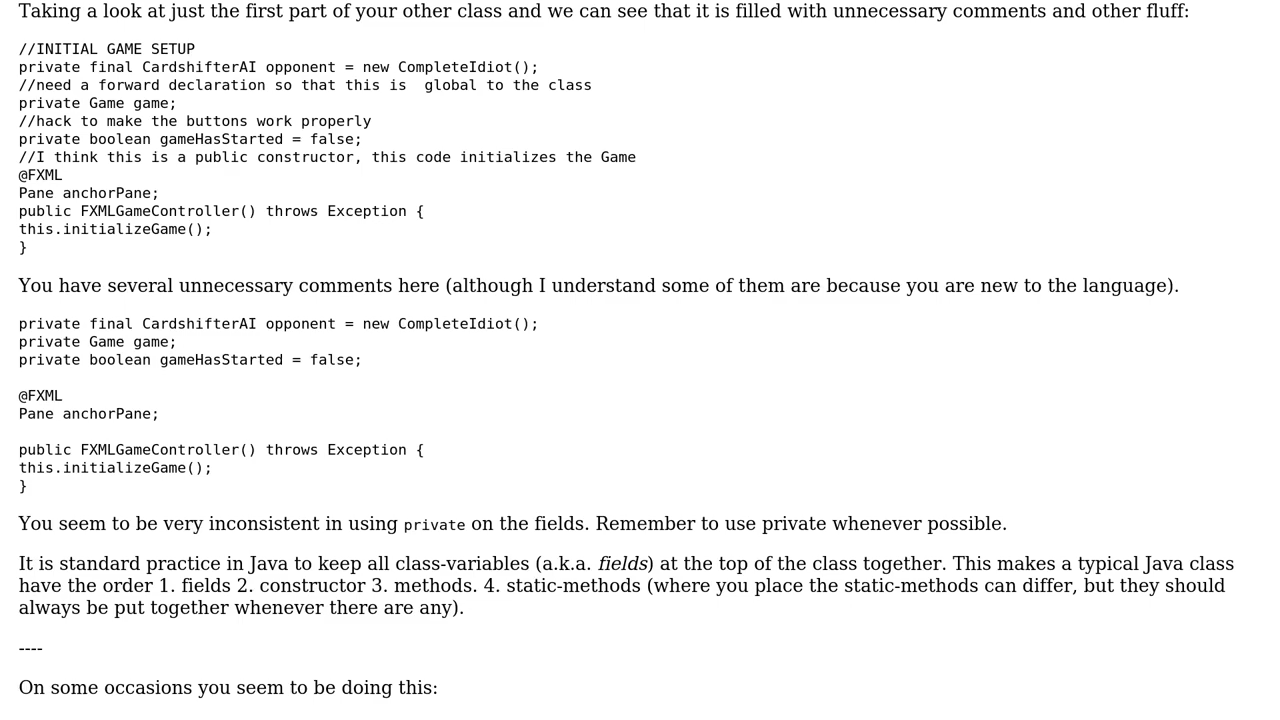 Taking a look at just the first part of your other class and we can see that it is filled with unnecessary comments and other fluff:
//INITIAL GAME SETUP
private final CardshifterAI opponent = new CompleteIdiot();
//need a forward declaration so that this is  global to the class
private Game game;
//hack to make the buttons work properly
private boolean gameHasStarted = false;
//I think this is a public constructor, this code initializes the Game
@FXML
Pane anchorPane;
public FXMLGameController() throws Exception {
this.initializeGame();
}
You have several unnecessary comments here (although I understand some of them are because you are new to the language).
private final CardshifterAI opponent = new CompleteIdiot();
private Game game;
private boolean gameHasStarted = false;
@FXML
Pane anchorPane;
public FXMLGameController() throws Exception {
this.initializeGame();
}
You seem to be very inconsistent in using private on the fields. Remember to use private whenever possible.
It is standard practice in Java to keep all class-variables (a.k.a. fields) at the top of the class together. This makes a typical Java class
have the order 1. fields 2. constructor 3. methods. 4. static-methods (where you place the static-methods can differ, but they should
always be put together whenever there are any).
----
On some occasions you seem to be doing this: